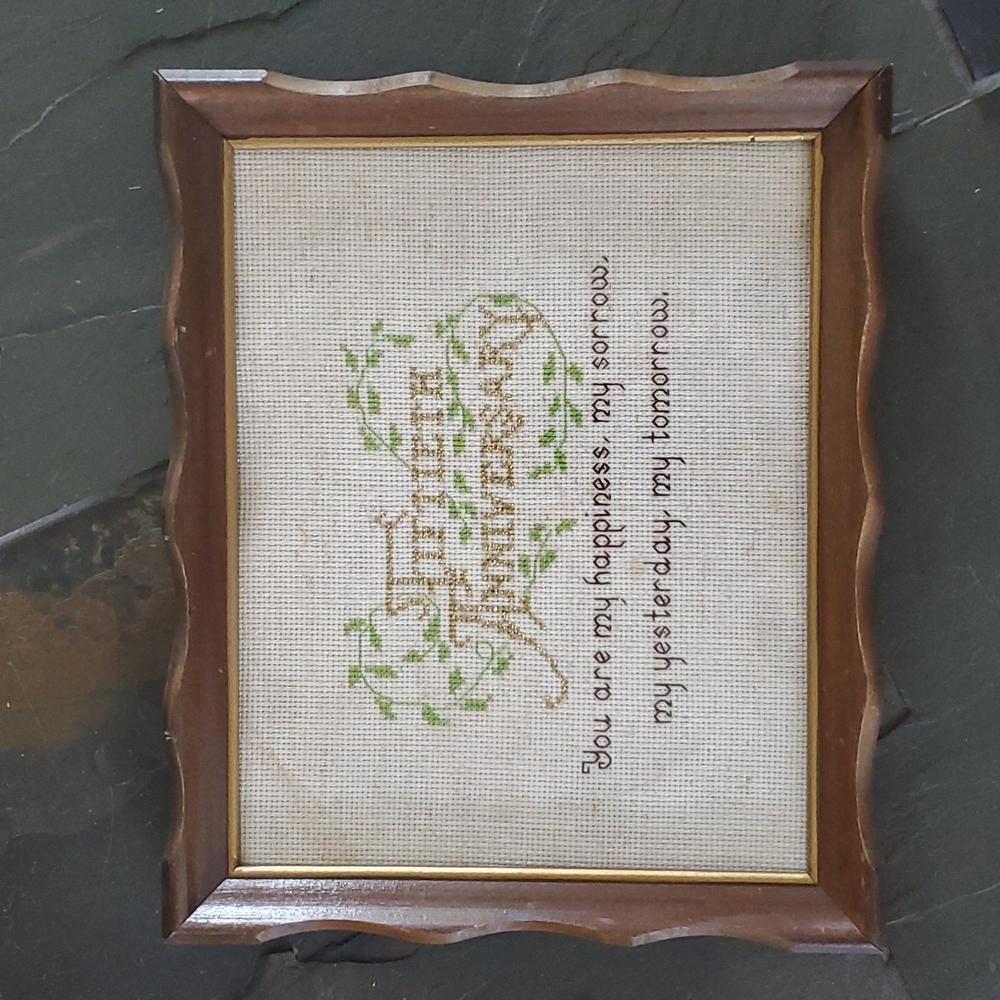 FIFTIETH
ANNIVERSARY
You are my happiness, my sorrow,
my yesterday, my tomorrow.